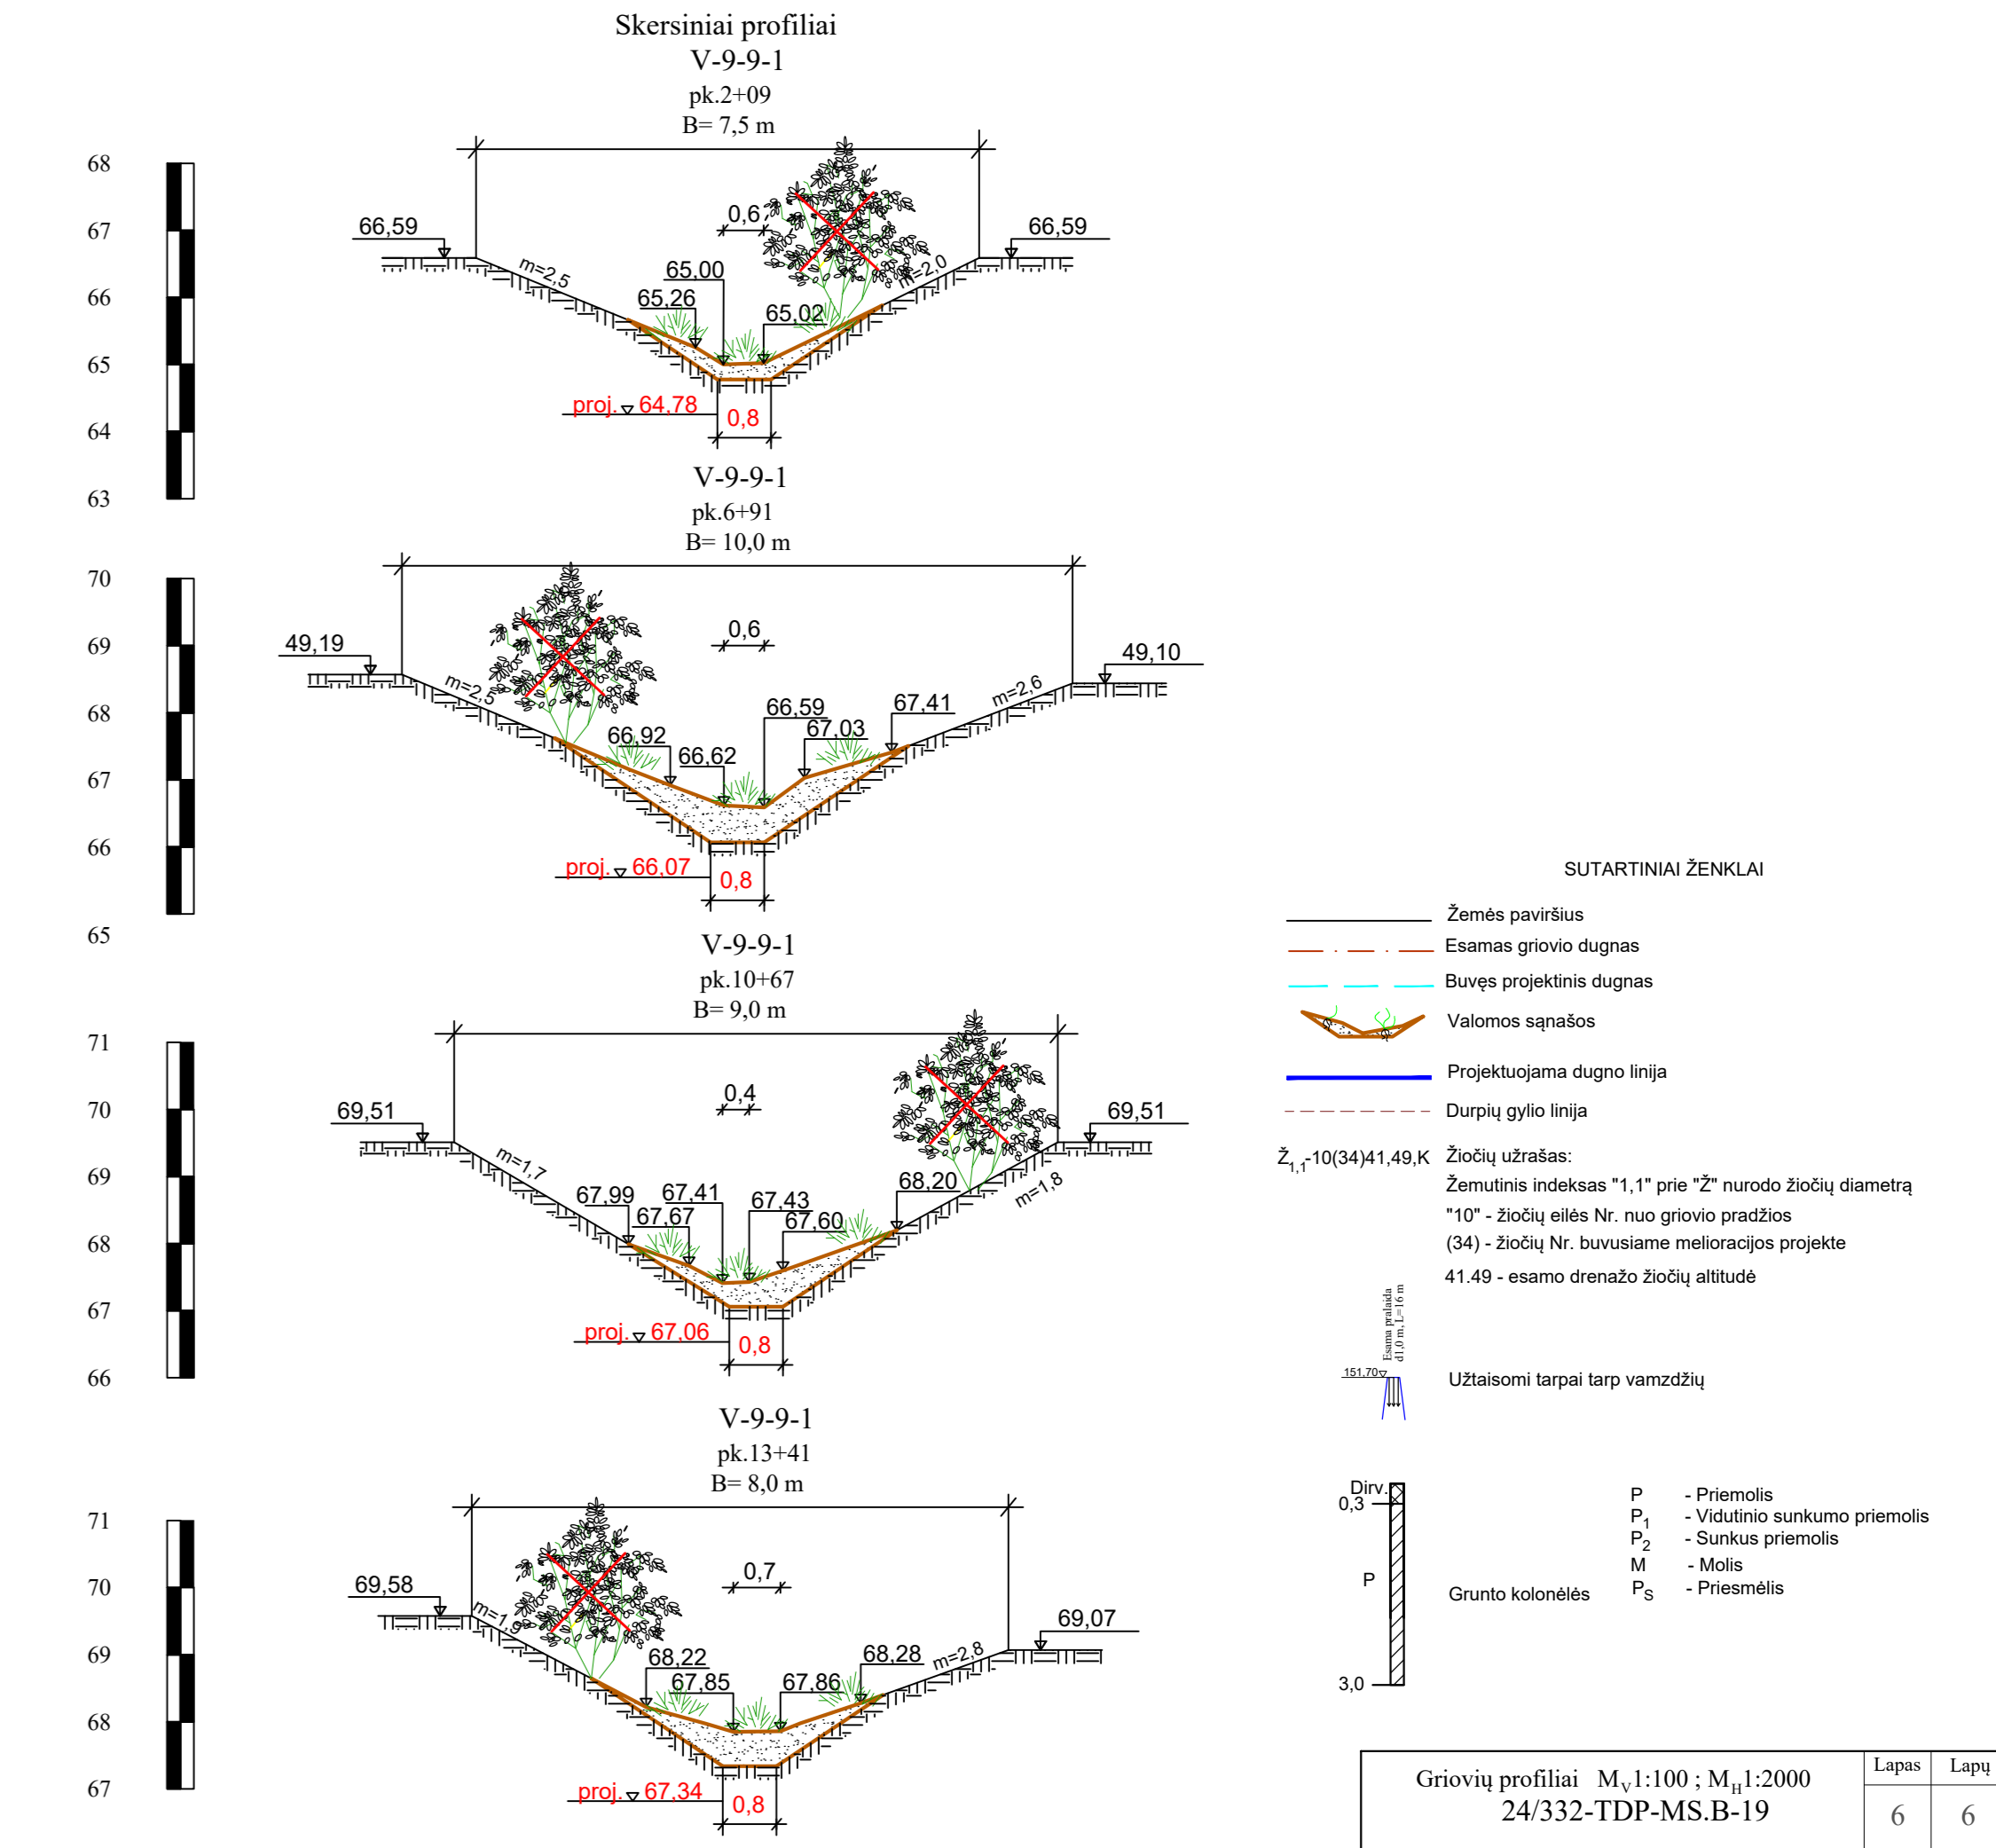 Skersiniai profiliai
V-9-9-1
pk.2+09
B= 7,5 m
68
67
66
65
64
63
66,59
66,59
0,6
m=2,5
m=2,0
65,00
65,26
65,02
proj. 64,78
0,8
V-9-9-1
pk.6+91
B= 10,0 m
70
69
68
67
66
65
49,19
49,10
0,6
m=2,5
m=2,6
66,92
66,62
66,59
67,03
67,41
proj. 66,07
0,8
V-9-9-1
pk.10+67
B= 9,0 m
71
70
69
68
67
66
69,51
69,51
0,4
m=1,7
m=1,8
67,99
67,67
67,41
67,43
67,60
68,20
proj. 67,06
0,8
V-9-9-1
pk.13+41
B= 8,0 m
71
70
69
68
67
69,58
69,07
0,7
m=1,9
m=2,8
68,22
67,85
67,86
68,28
proj. 67,34
0,8
SUTARTINIAI ŽENKLAI
Žemės paviršius
Esamas griovio dugnas
Buvęs projektinis dugnas
Valomos sąnašos
Projektuojama dugno linija
Durpių gylio linija
Ž1,1-10(34)41,49,K Žiočių užrašas:
Žemutinis indeksas "1,1" prie "Ž" nurodo žiočių diametrą
"10" - žiočių eilės Nr. nuo griovio pradžios
(34) - žiočių Nr. buvusiame melioracijos projekte
41.49 - esamo drenažo žiočių altitudė
Esama pralaida
d1,0 m, L=16 m
151,70
Užtaisomi tarpai tarp vamzdžių
Dirv.
0,3
P
3,0
Grunto kolonėlės
P - Priemolis
P1 - Vidutinio sunkumo priemolis
P2 - Sunkus priemolis
M - Molis
PS - Priesmėlis
Griovių profiliai MV1:100 ; MH1:2000
24/332-TDP-MS.B-19
Lapas Lapų
6 6